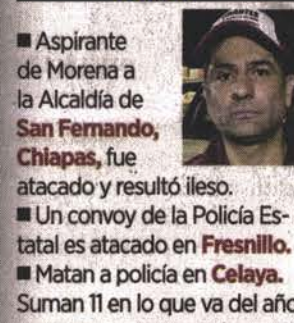 ■ Aspirante
de Morena a
la Alcaldía de
San Fernando,
Chiapas, fue
atacado y resultó ileso.
■ Un convoy de la Policía Es-
tatal es atacado en Fresnillo.
■ Matan a policía en Celaya.
Suman 11 en lo que va del año